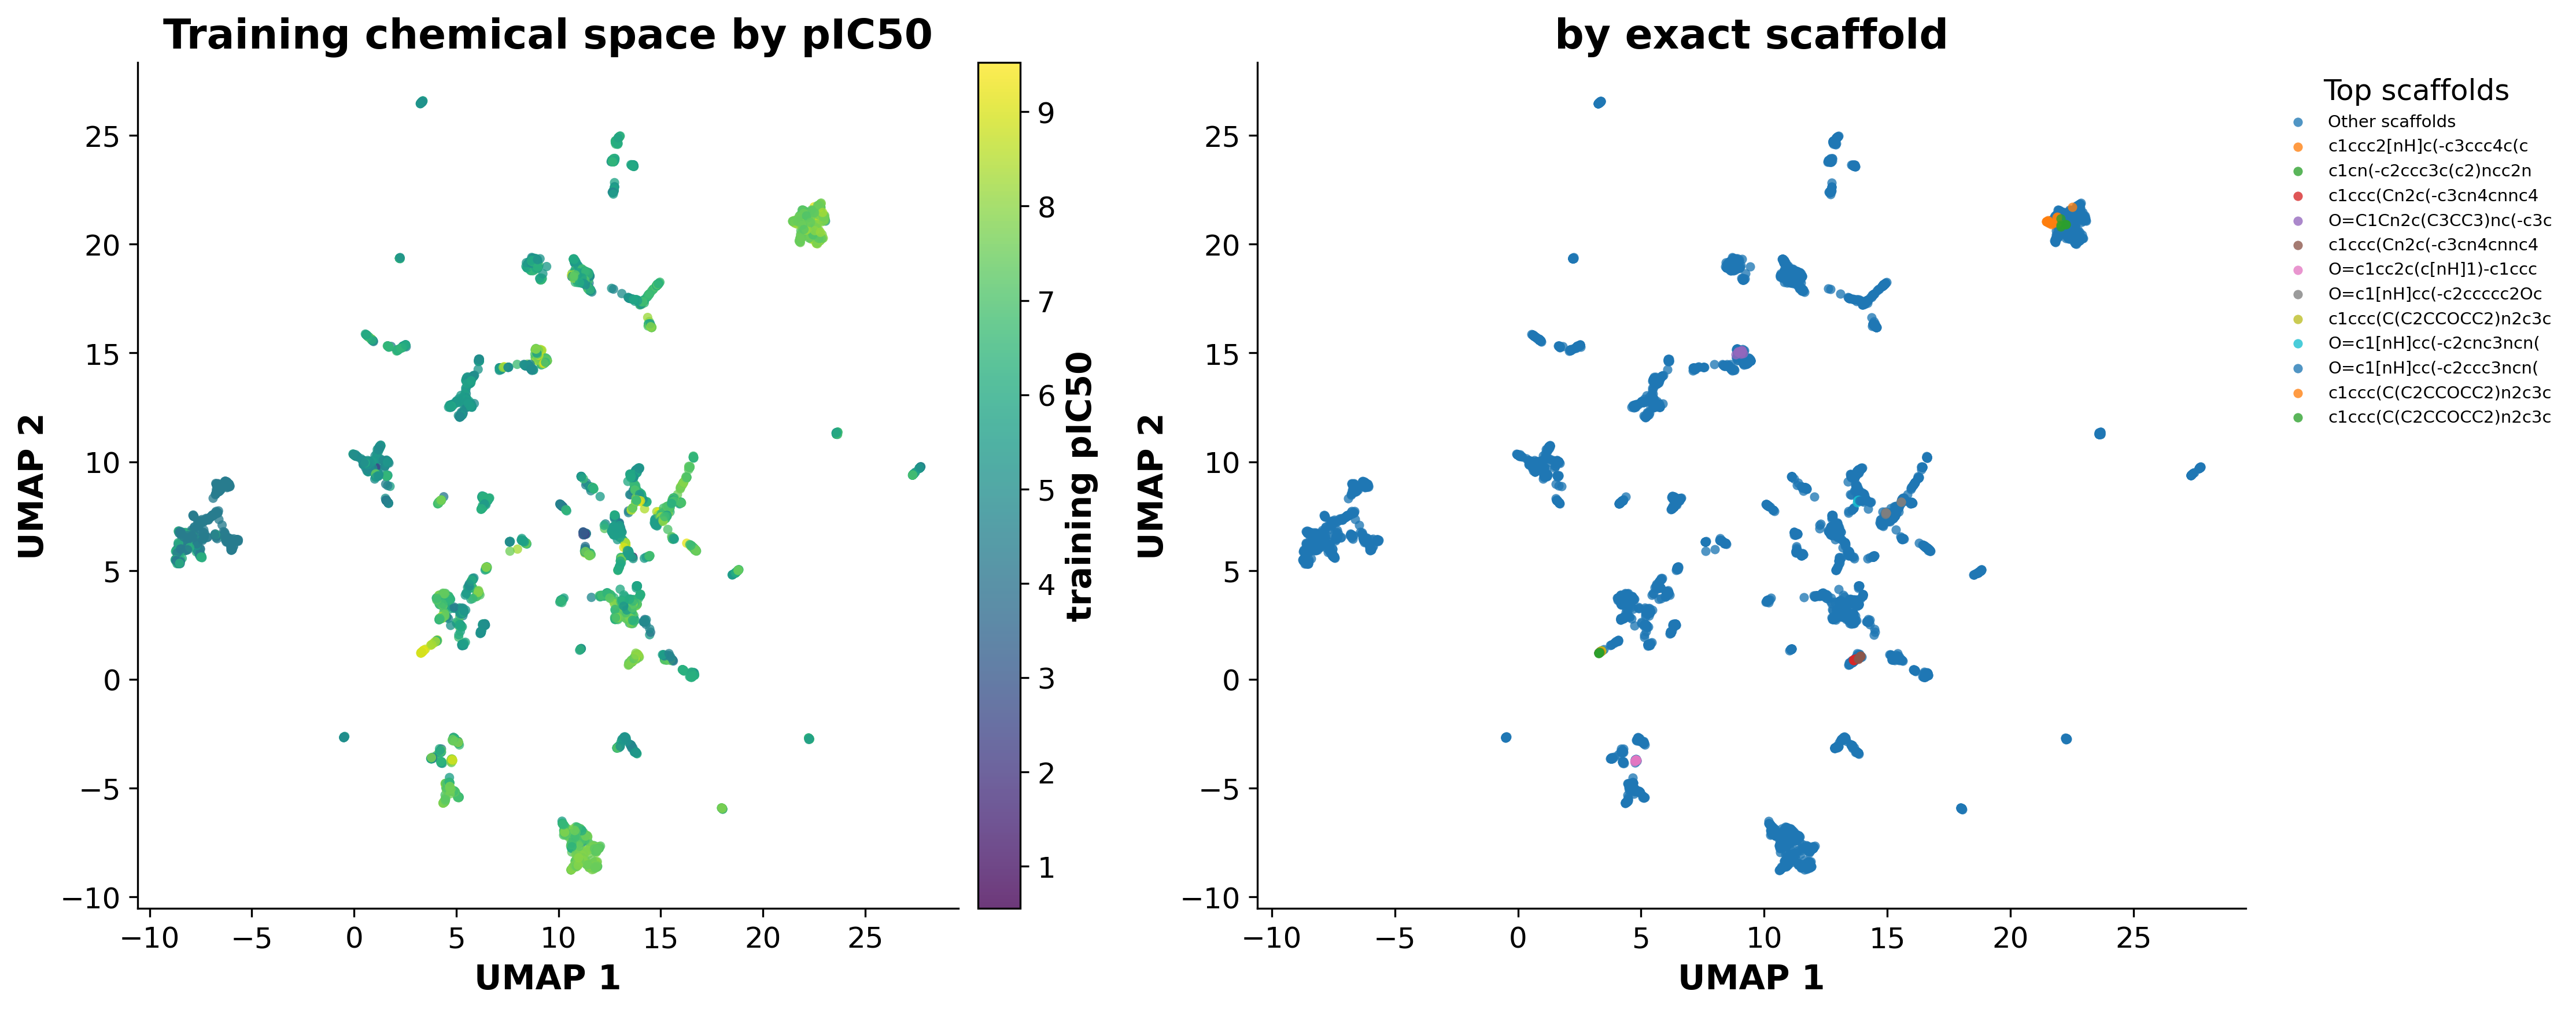 Training chemical space by pIC50
25
20
15
10
5
0
−5
−10
UMAP 2
−10 −5 0 5 10 15 20 25
UMAP 1
9
8
7
6
5
4
3
2
1
training pIC50
by exact scaffold
25
20
15
10
5
0
−5
−10
UMAP 2
−10 −5 0 5 10 15 20 25
UMAP 1
Top scaffolds
Other scaffolds
c1ccc2[nH]c(-c3ccc4c(c
c1cn(-c2ccc3c(c2)ncc2n
c1ccc(Cn2c(-c3cn4cnnc4
O=C1Cn2c(C3CC3)nc(-c3c
c1ccc(Cn2c(-c3cn4cnnc4
O=c1cc2c(c[nH]1)-c1ccc
O=c1[nH]cc(-c2ccccc2Oc
c1ccc(C(C2CCOCC2)n2c3c
O=c1[nH]cc(-c2cnc3ncn(
O=c1[nH]cc(-c2ccc3ncn(
c1ccc(C(C2CCOCC2)n2c3c
c1ccc(C(C2CCOCC2)n2c3c